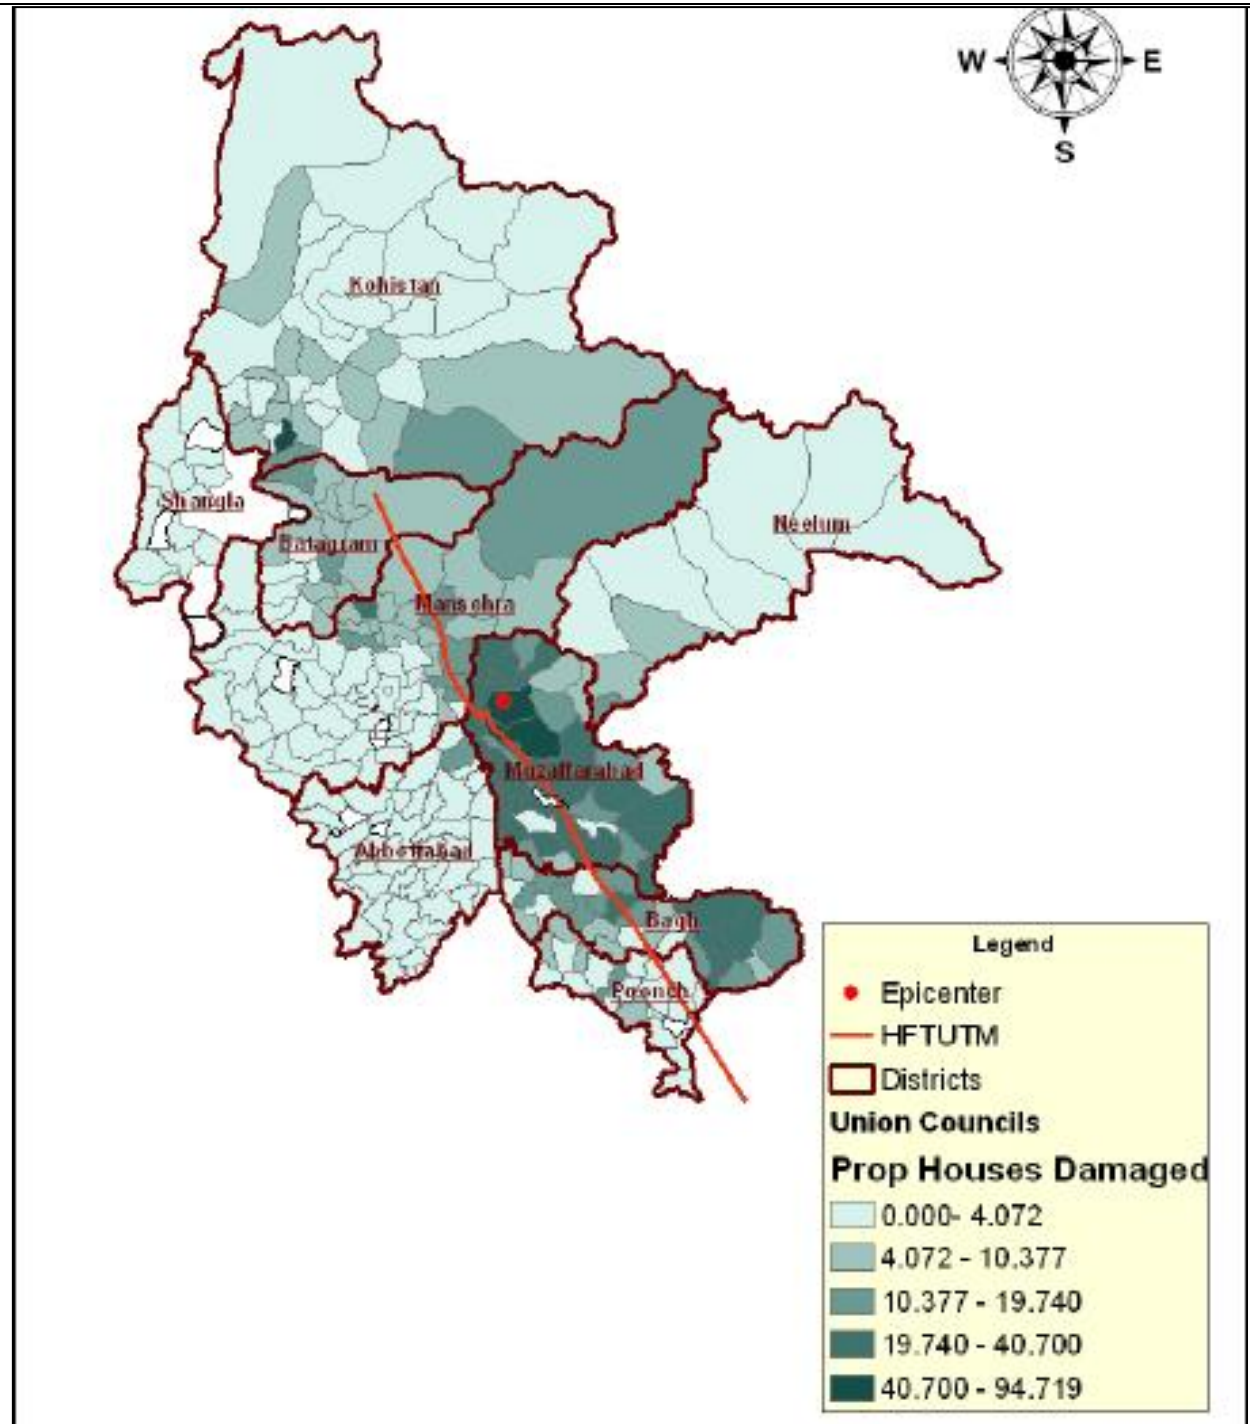 W E
S
Kohistan
Shangla
Neelum
Batagram
Mansehra
Muzaffarabad
Abbottabad
Bagh
Poonch
Legend
Epicenter
HFTUTM
Districts
Union Councils
Prop Houses Damaged
0.000- 4.072
4.072 - 10.377
10.377 - 19.740
19.740 - 40.700
40.700 - 94.719